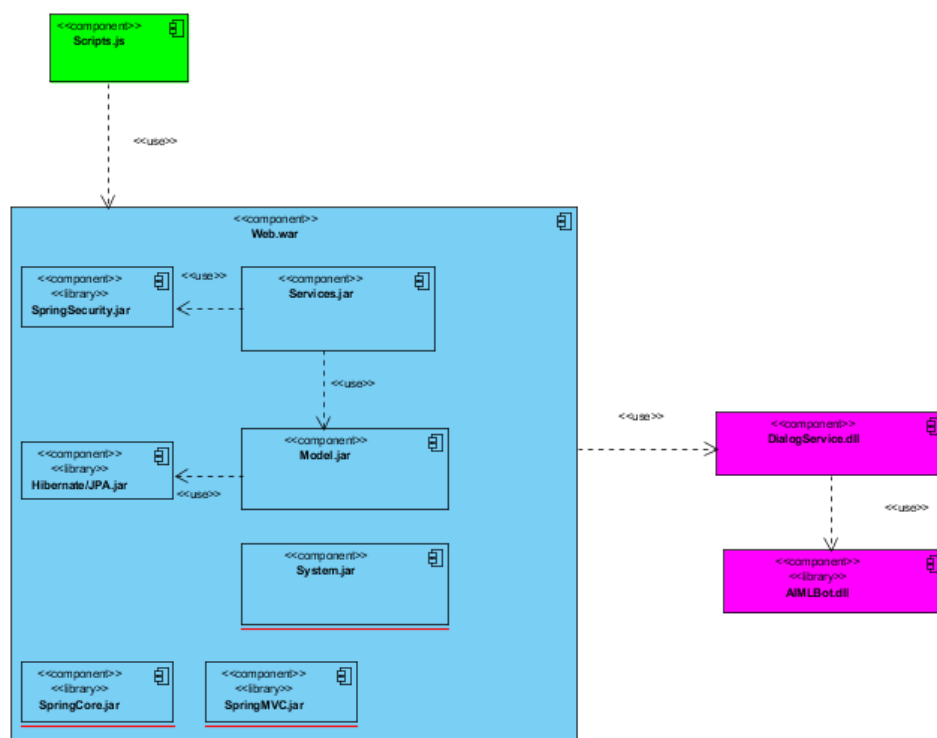 <<component>>
Scripts.js
<<use>>
<<component>>
Web.war
<<component>>
<<library>>
SpringSecurity.jar
<<use>>
<<component>>
Services.jar
<<use>>
<<component>>
<<library>>
Hibernate/JPA.jar
<<use>>
<<component>>
Model.jar
<<component>>
System.jar
<<component>>
<<library>>
SpringCore.jar
<<component>>
<<library>>
SpringMVC.jar
<<use>>
<<component>>
DialogService.dll
<<use>>
<<component>>
<<library>>
AIMLBot.dll